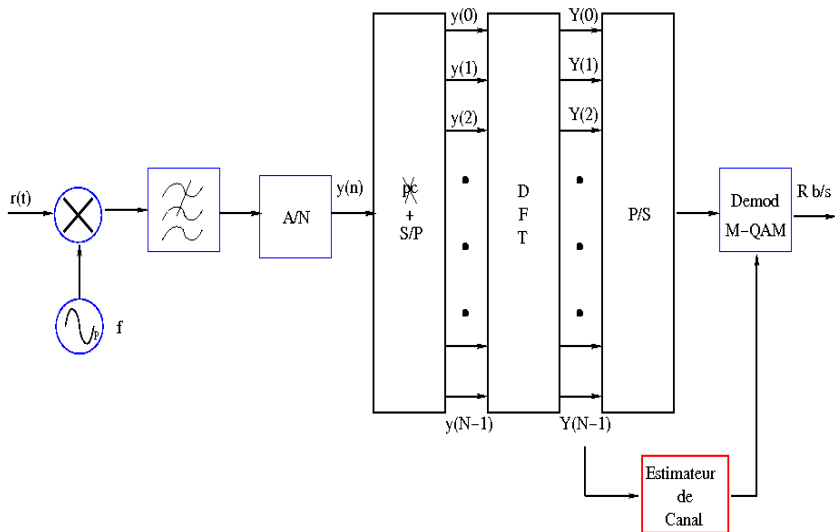 y(0)
Y(0)
y(1)
Y(1)
y(2)
Y(2)
r(t)
A/N
y(n)
pc
+
S/P
D
F
T
P/S
Demod
M-QAM
R b/s
p
f
y(N-1)
Y(N-1)
Estimateur
de
Canal